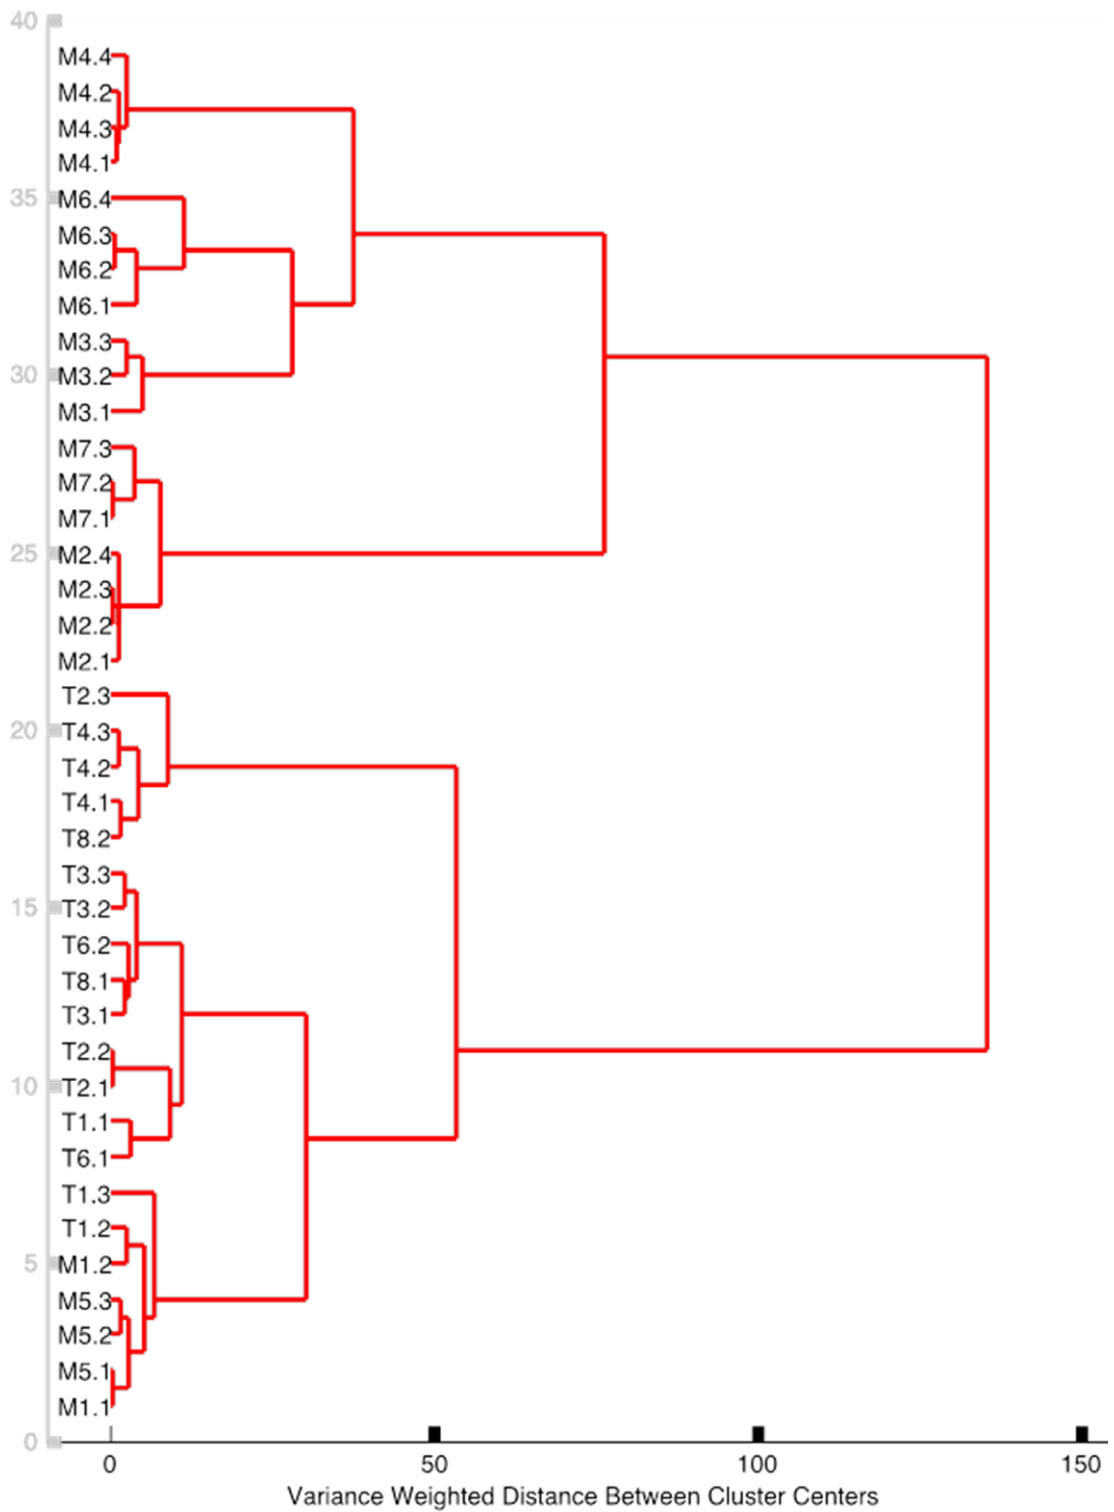 40
M4.4
M4.2
M4.3
M4.1
35
M6.4
M6.3
M6.2
M6.1
M3.3
30
M3.2
M3.1
M7.3
M7.2
M7.1
25
M2.4
M2.3
M2.2
M2.1
T2.3
20
T4.3
T4.2
T4.1
T8.2
T3.3
15
T3.2
T6.2
T8.1
T3.1
T2.2
10
T2.1
T1.1
T6.1
T1.3
T1.2
5
M1.2
M5.3
M5.2
M5.1
M1.1
0
0 50 100 150
Variance Weighted Distance Between Cluster Centers